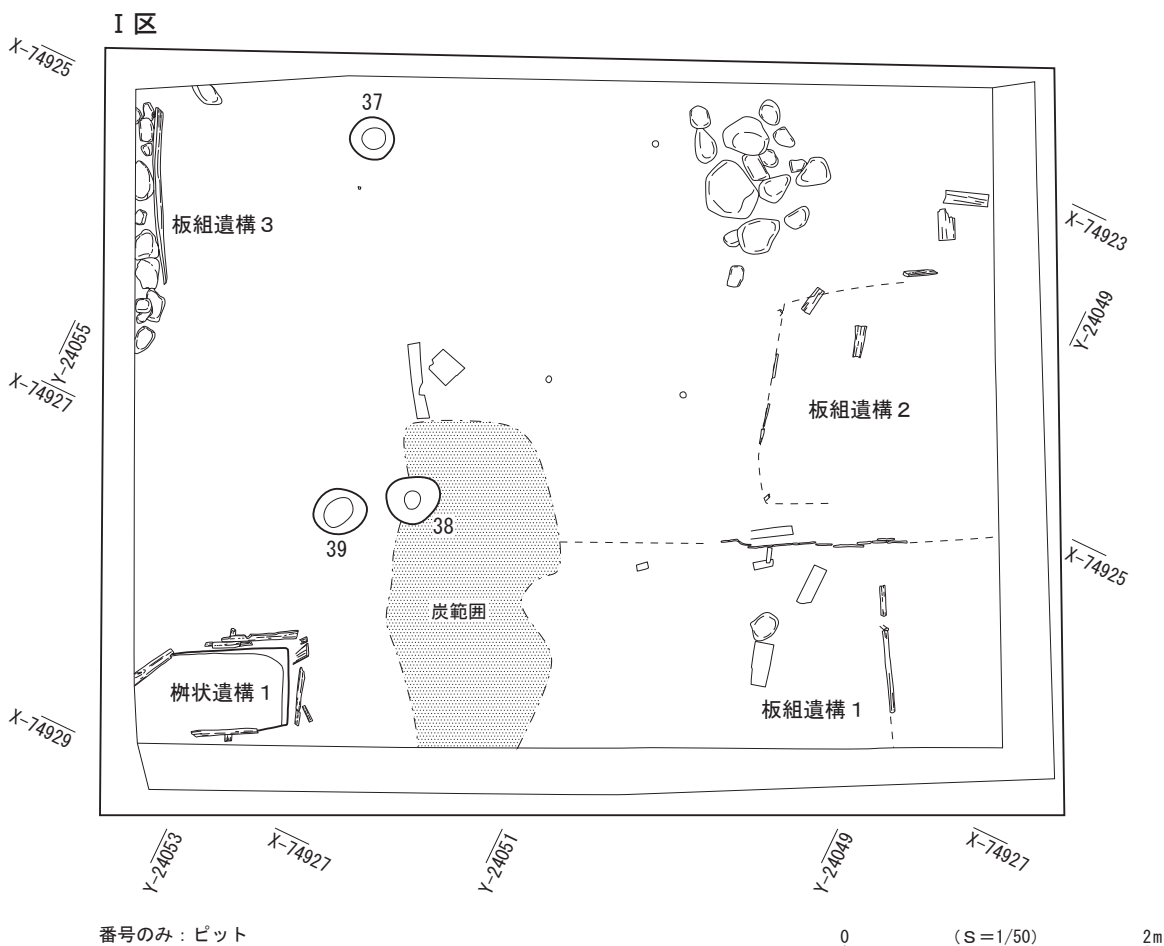 Ⅰ区
X-74925
37
板組遺構3
X-74923
Y-24049
Y-24055
X-74927
板組遺構2
38
39
X-74925
炭範囲
桝状遺構1
板組遺構1
X-74929
Y-24053
X-74927
Y-24051
Y-24049
X-74927
番号のみ：ピット
0 (S=1/50) 2m